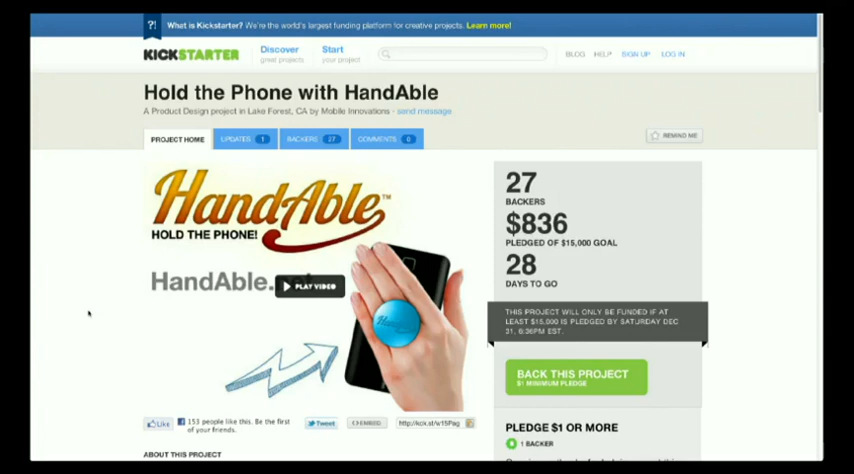 ?!
What is Kickstarter? We're the world's largest funding platform for creative projects. Learn more!
KICKSTARTER
Discover
great projects
Start
your project
BLOG HELP SIGN UP LOG IN
Hold the Phone with HandAble
A Product Design project in Lake Forest, CA by Mobile Innovations · send message
PROJECT HOME UPDATES 1 BACKERS 27 COMMENTS 0
REMIND ME
HandAble™
HOLD THE PHONE!
HandAble.
PLAY VIDEO
HandAble
27
BACKERS
$836
PLEDGED OF $15,000 GOAL
28
DAYS TO GO
THIS PROJECT WILL ONLY BE FUNDED IF AT
LEAST $15,000 IS PLEDGED BY SATURDAY DEC
31, 6:36PM EST.
BACK THIS PROJECT
$1 MINIMUM PLEDGE
Like
153 people like this. Be the first
of your friends.
Tweet
EMBED
PLEDGE $1 OR MORE
1 BACKER
ABOUT THIS PROJECT